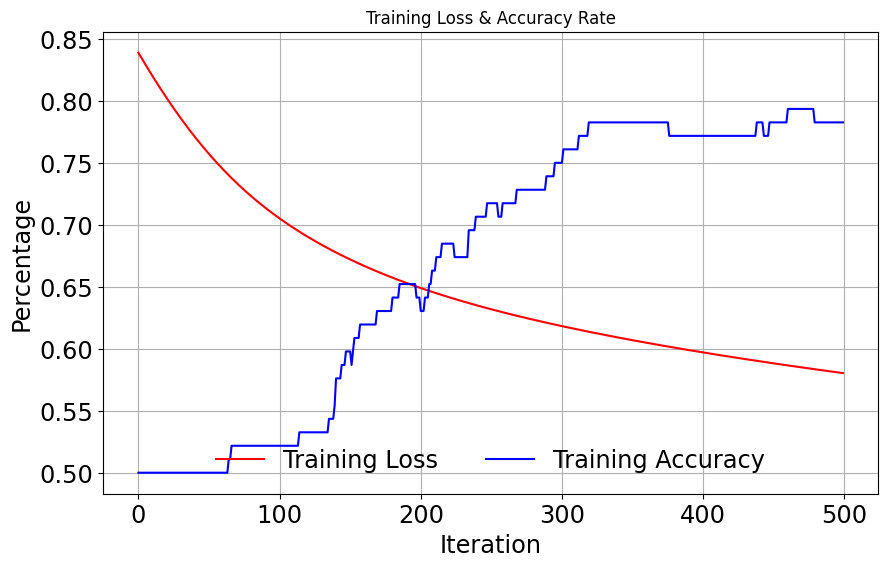 Training Loss & Accuracy Rate
0.85
0.80
0.75
0.70
0.65
0.60
0.55
0.50
Percentage
Training Loss
Training Accuracy
0
100
200
300
400
500
Iteration